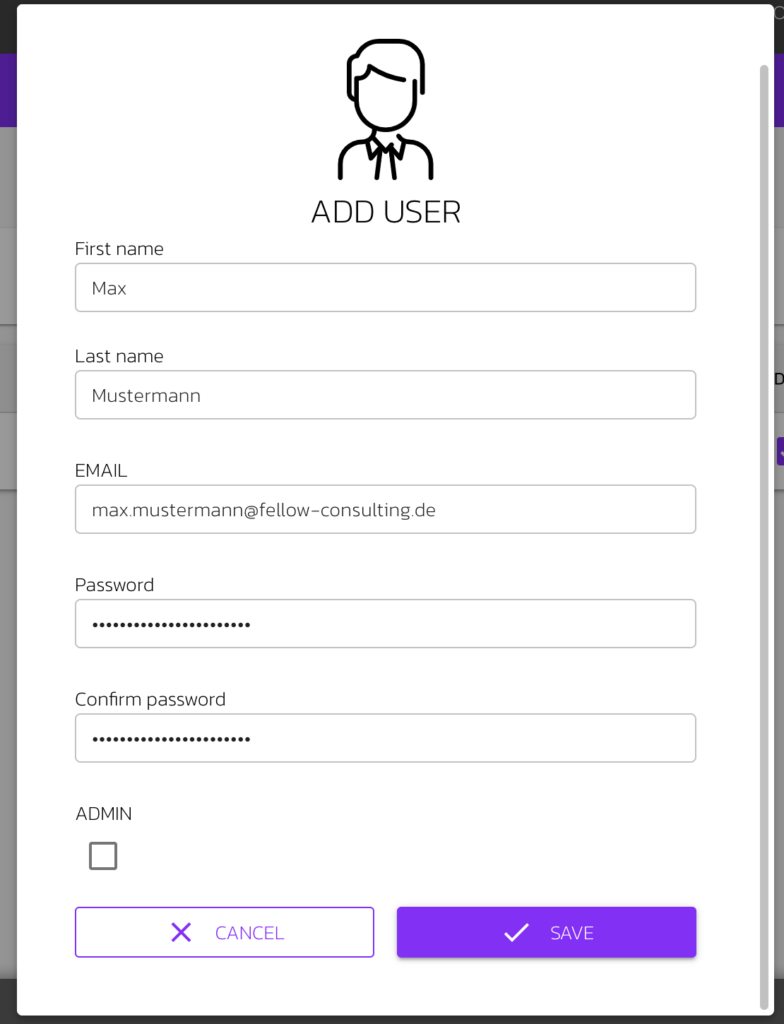 ADD USER
First name
Max
Last name
Mustermann
EMAIL
max.mustermann@fellow-consulting.de
Password
•••••••••••••••••••••••
Confirm password
•••••••••••••••••••••••
ADMIN
CANCEL
SAVE